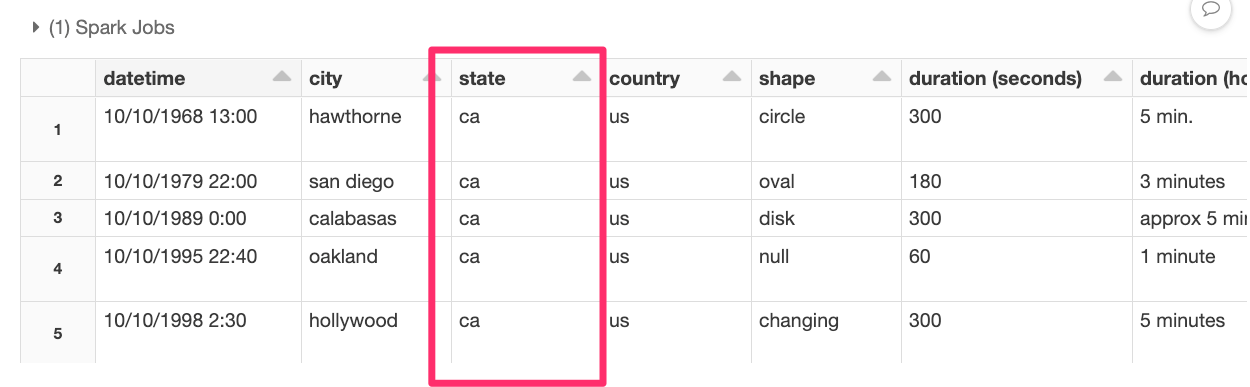 (1) Spark Jobs
datetime city state country shape duration (seconds) duration (ho
1 10/10/1968 13:00 hawthorne ca us circle 300 5 min.
2 10/10/1979 22:00 san diego ca us oval 180 3 minutes
3 10/10/1989 0:00 calabasas ca us disk 300 approx 5 min
4 10/10/1995 22:40 oakland ca us null 60 1 minute
5 10/10/1998 2:30 hollywood ca us changing 300 5 minutes